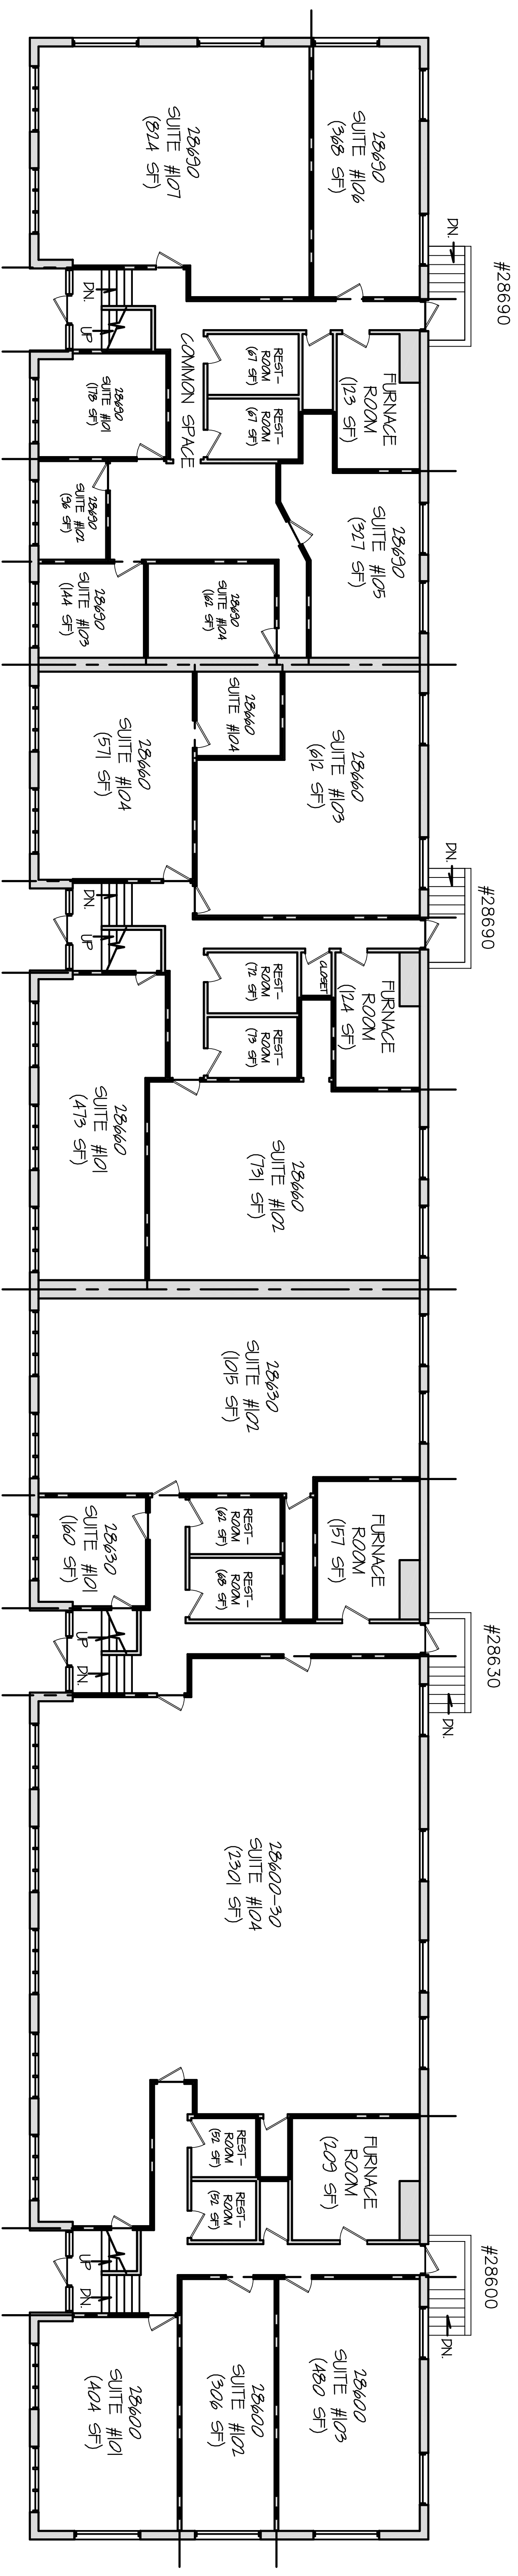 28690
SUITE #107
(824 SF)
28690
SUITE #106
(368 SF)
DN.
#28690
DN.
UP
COMMON SPACE
REST-
ROOM
(67 SF)
REST-
ROOM
(67 SF)
FURNACE
ROOM
(123 SF)
28690
SUITE #101
(178 SF)
28690
SUITE #102
(96 SF)
28690
SUITE #103
(144 SF)
28690
SUITE #104
(162 SF)
28690
SUITE #105
(327 SF)
28660
SUITE #104
(571 SF)
28660
SUITE #104
28660
SUITE #103
(612 SF)
DN.
#28690
DN.
UP
REST-
ROOM
(72 SF)
REST-
ROOM
(73 SF)
CLOSET
FURNACE
ROOM
(124 SF)
28660
SUITE #101
(473 SF)
28660
SUITE #102
(731 SF)
28630
SUITE #102
(1015 SF)
28630
SUITE #101
(160 SF)
REST-
ROOM
(62 SF)
REST-
ROOM
(68 SF)
FURNACE
ROOM
(157 SF)
#28630
DN.
UP
DN.
28600-30
SUITE #104
(2301 SF)
REST-
ROOM
(52 SF)
REST-
ROOM
(52 SF)
FURNACE
ROOM
(209 SF)
#28600
DN.
UP
DN.
28600
SUITE #101
(404 SF)
28600
SUITE #102
(306 SF)
28600
SUITE #103
(480 SF)